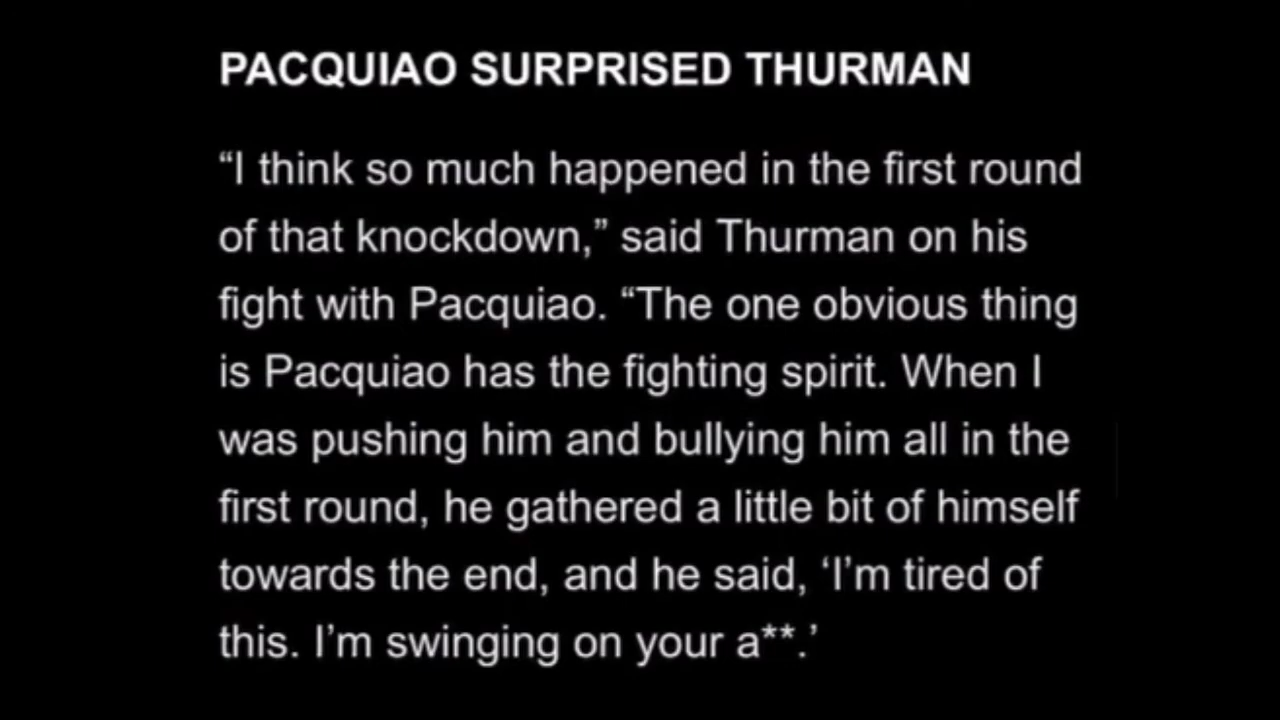 PACQUIAO SURPRISED THURMAN
“I think so much happened in the first round
of that knockdown,” said Thurman on his
fight with Pacquiao. “The one obvious thing
is Pacquiao has the fighting spirit. When I
was pushing him and bullying him all in the
first round, he gathered a little bit of himself
towards the end, and he said, ‘I’m tired of
this. I’m swinging on your a**.’